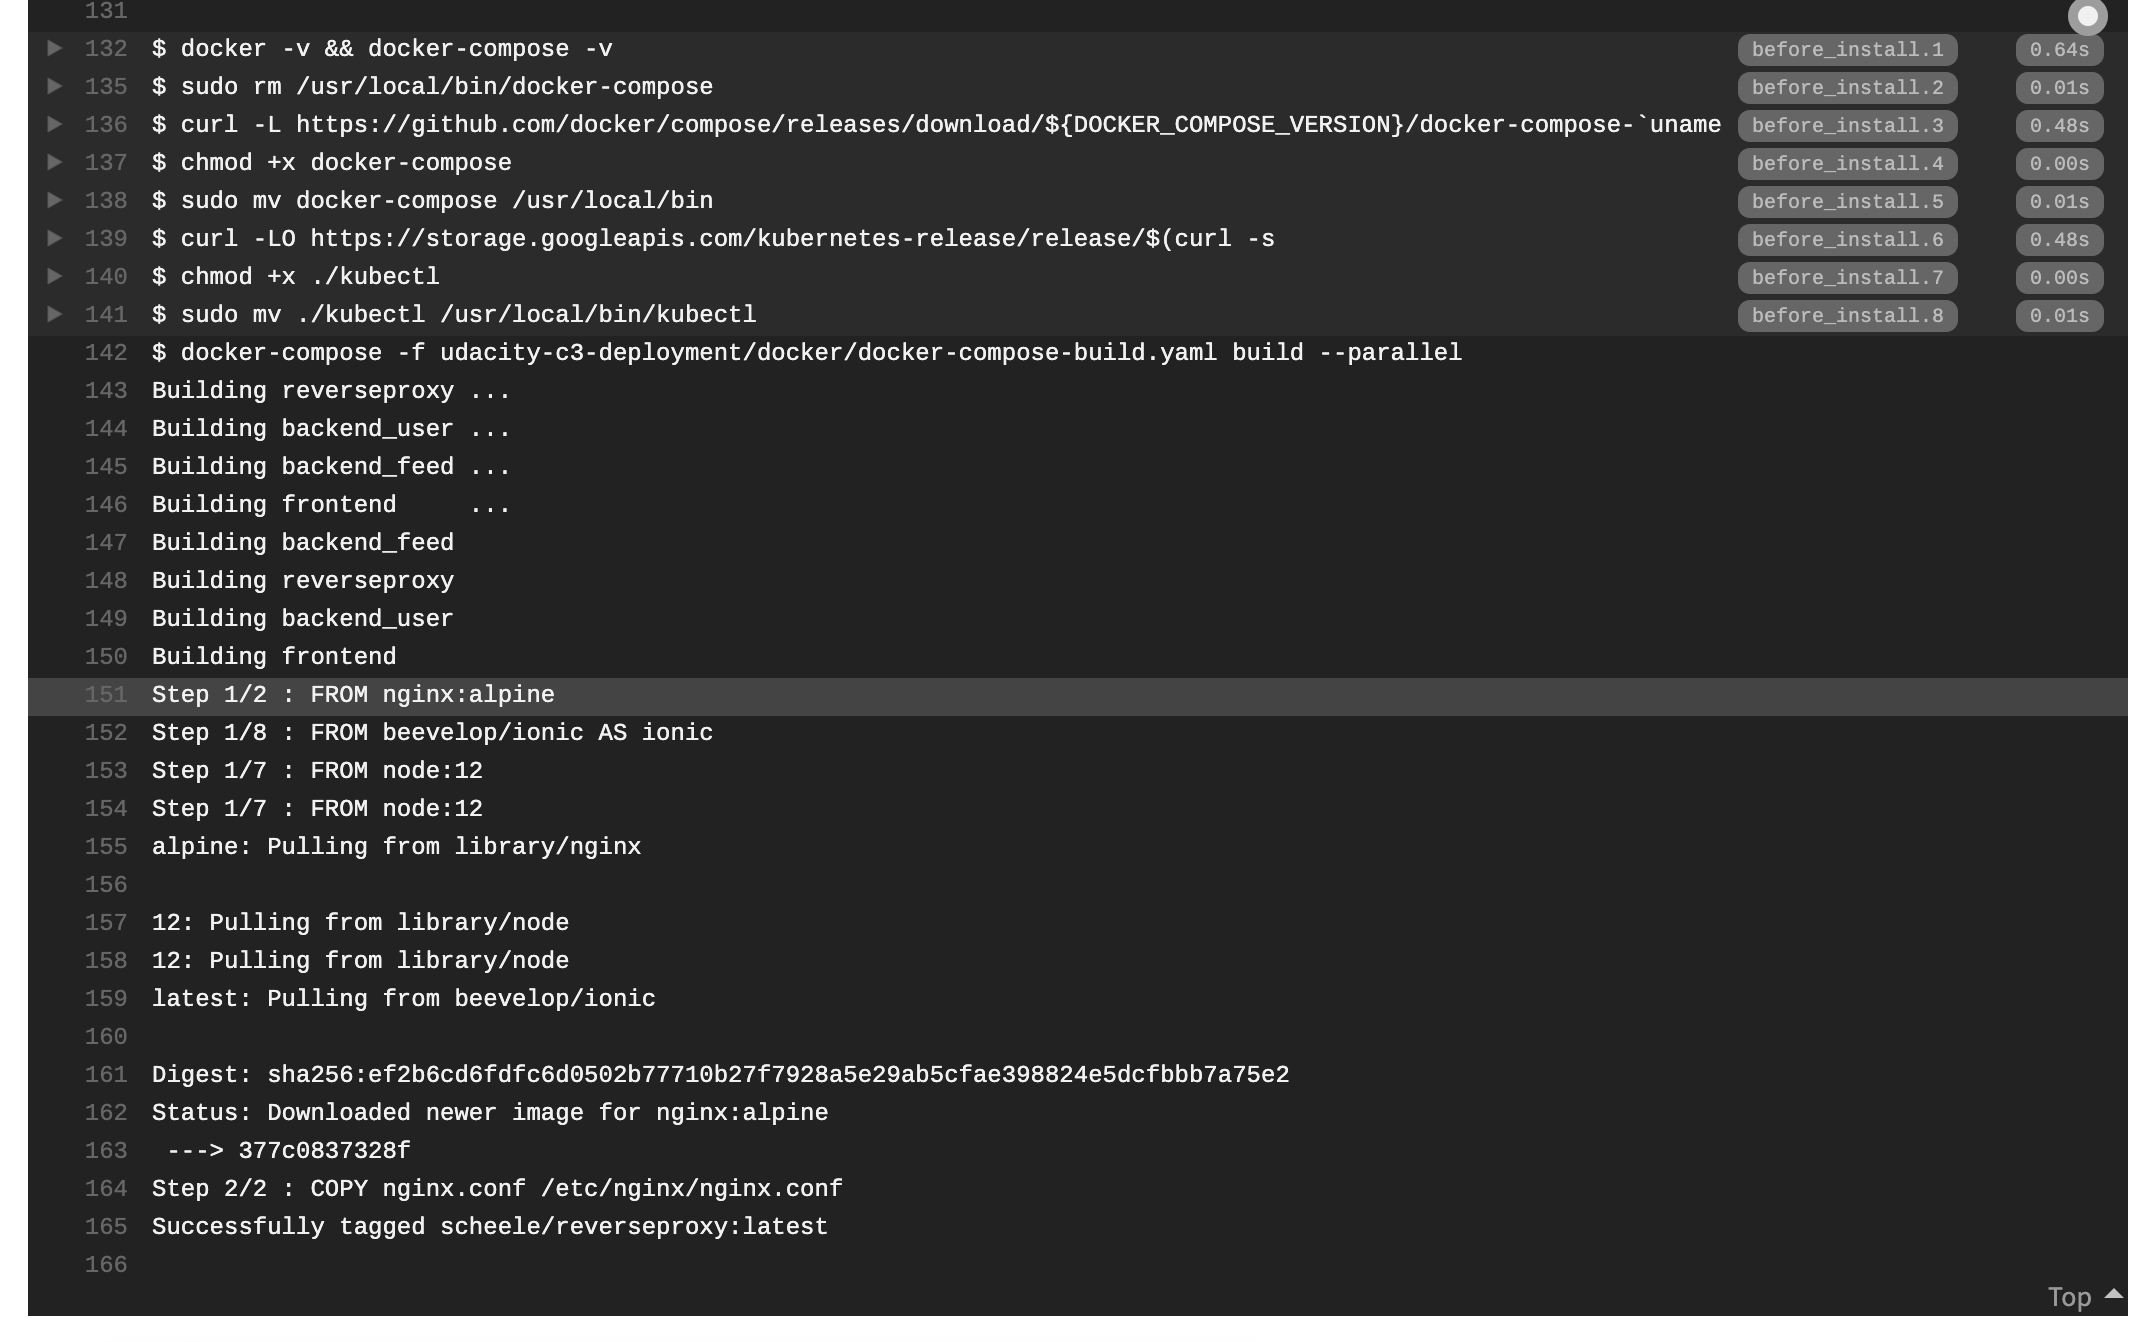 131
132 $ docker -v && docker-compose -v before_install.1 0.64s
135 $ sudo rm /usr/local/bin/docker-compose before_install.2 0.01s
136 $ curl -L https://github.com/docker/compose/releases/download/${DOCKER_COMPOSE_VERSION}/docker-compose-`uname before_install.3 0.48s
137 $ chmod +x docker-compose before_install.4 0.00s
138 $ sudo mv docker-compose /usr/local/bin before_install.5 0.01s
139 $ curl -LO https://storage.googleapis.com/kubernetes-release/release/$(curl -s before_install.6 0.48s
140 $ chmod +x ./kubectl before_install.7 0.00s
141 $ sudo mv ./kubectl /usr/local/bin/kubectl before_install.8 0.01s
142 $ docker-compose -f udacity-c3-deployment/docker/docker-compose-build.yaml build --parallel
143 Building reverseproxy ...
144 Building backend_user ...
145 Building backend_feed ...
146 Building frontend     ...
147 Building backend_feed
148 Building reverseproxy
149 Building backend_user
150 Building frontend
151 Step 1/2 : FROM nginx:alpine
152 Step 1/8 : FROM beevelop/ionic AS ionic
153 Step 1/7 : FROM node:12
154 Step 1/7 : FROM node:12
155 alpine: Pulling from library/nginx
156
157 12: Pulling from library/node
158 12: Pulling from library/node
159 latest: Pulling from beevelop/ionic
160
161 Digest: sha256:ef2b6cd6fdfc6d0502b77710b27f7928a5e29ab5cfae398824e5dcfbbb7a75e2
162 Status: Downloaded newer image for nginx:alpine
163  ---> 377c0837328f
164 Step 2/2 : COPY nginx.conf /etc/nginx/nginx.conf
165 Successfully tagged scheele/reverseproxy:latest
166
Top